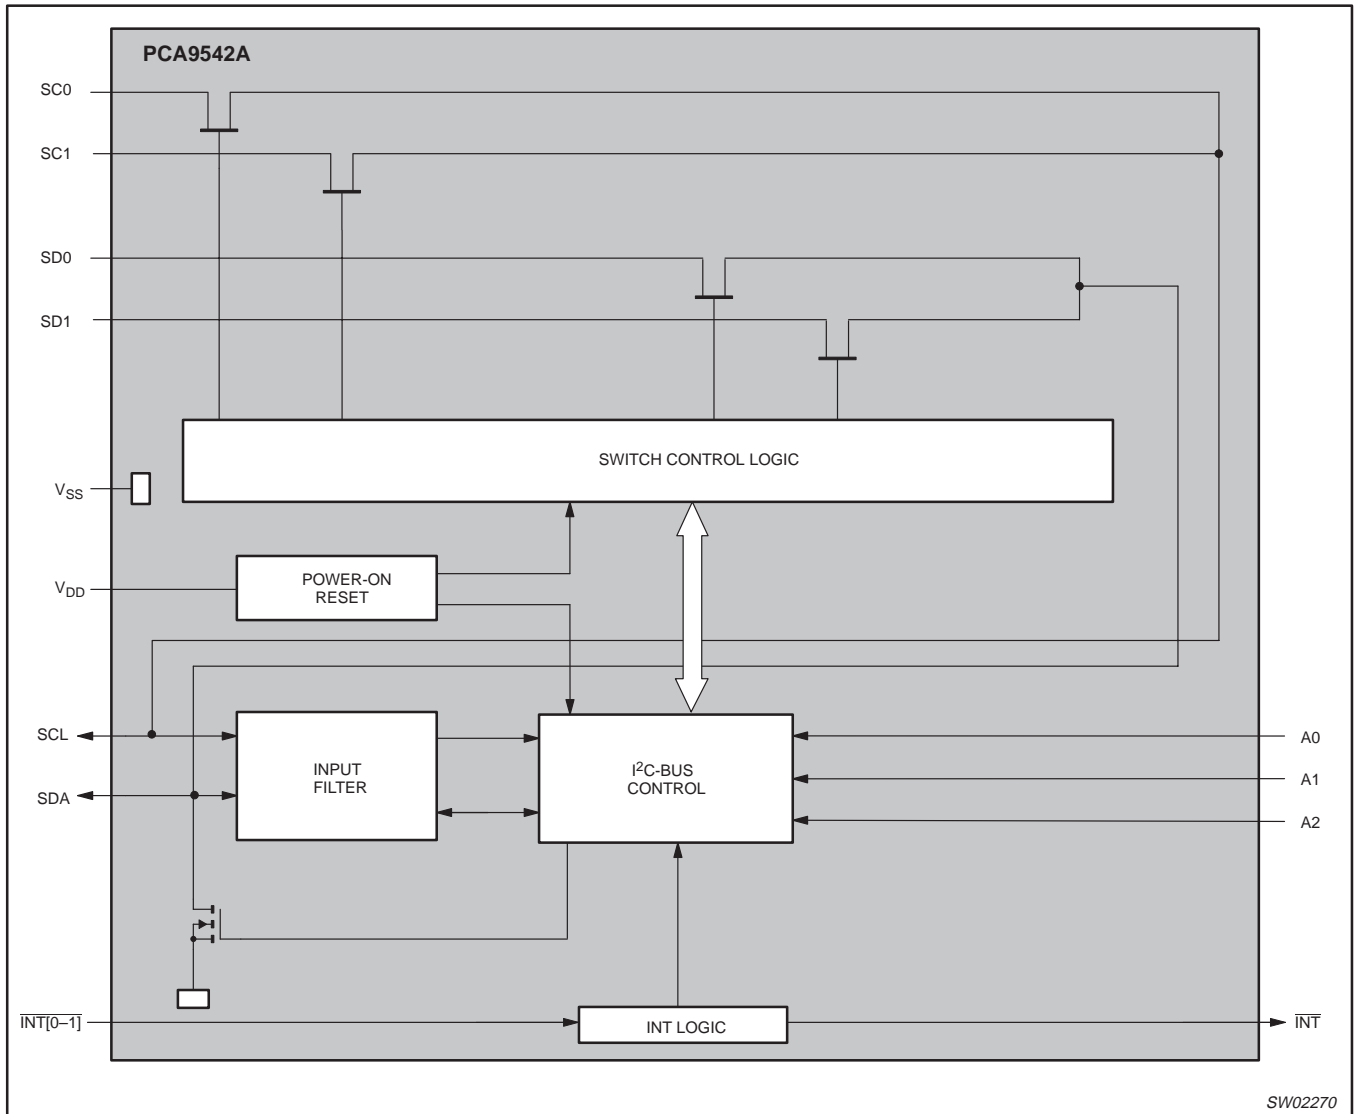 PCA9542A
SC0
SC1
SD0
SD1
SWITCH CONTROL LOGIC
VSS
POWER-ON
RESET
VDD
SCL
SDA
INPUT
FILTER
I²C-BUS
CONTROL
A0
A1
A2
INT[0–1]
INT LOGIC
INT
SW02270